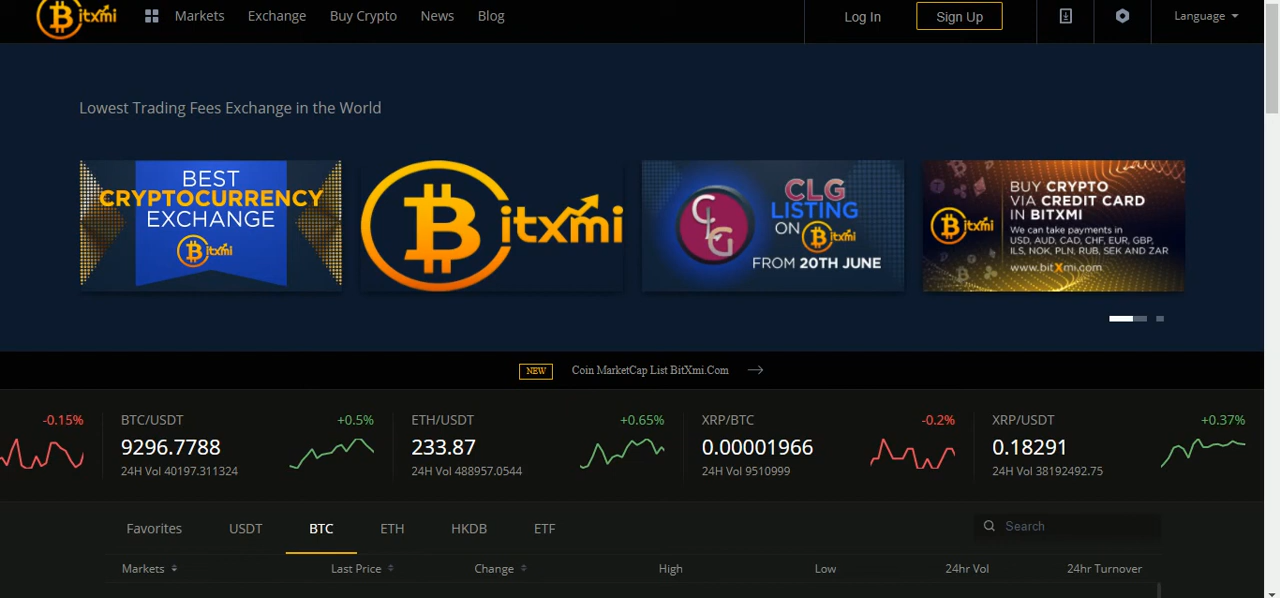 Bitxmi
Markets
Exchange
Buy Crypto
News
Blog
Log In
Sign Up
Language
Lowest Trading Fees Exchange in the World
BEST
CRYPTOCURRENCY
EXCHANGE
Bitxmi
Bitxmi
CLG
CLG
LISTING
ON Bitxmi
FROM 20TH JUNE
BUY CRYPTO
VIA CREDIT CARD
IN BITXMI
Bitxmi
We can take payments in
USD, AUD, CAD, CHF, EUR, GBP,
ILS, NOK, PLN, RUB, SEK AND ZAR
www.bitXmi.com
NEW
Coin MarketCap List BitXmi.Com
-0.15%
BTC/USDT
+0.5%
9296.7788
24H Vol 40197.311324
ETH/USDT
+0.65%
233.87
24H Vol 488957.0544
XRP/BTC
-0.2%
0.00001966
24H Vol 9510999
XRP/USDT
+0.37%
0.18291
24H Vol 38192492.75
Favorites
USDT
BTC
ETH
HKDB
ETF
Search
Markets
Last Price
Change
High
Low
24hr Vol
24hr Turnover